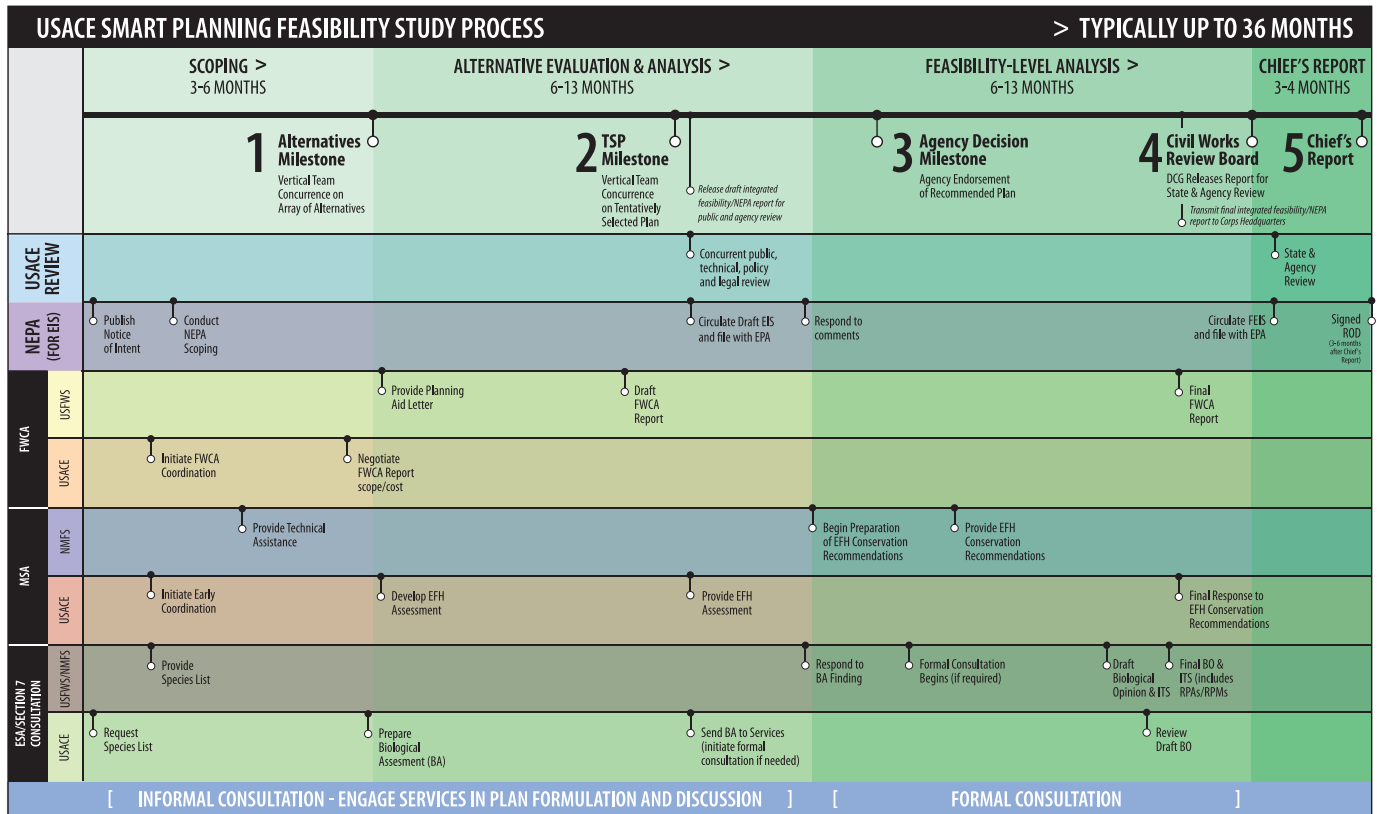 USACE SMART PLANNING FEASIBILITY STUDY PROCESS
> TYPICALLY UP TO 36 MONTHS
SCOPING >
3-6 MONTHS
ALTERNATIVE EVALUATION & ANALYSIS >
6-13 MONTHS
FEASIBILITY-LEVEL ANALYSIS >
6-13 MONTHS
CHIEF'S REPORT
3-4 MONTHS
1
Alternatives
Milestone
Vertical Team
Concurrence on
Array of Alternatives
2
TSP
Milestone
Vertical Team
Concurrence
on Tentatively
Selected Plan
Release draft integrated
feasibility/NEPA report for
public and agency review
3
Agency Decision
Milestone
Agency Endorsement
of Recommended Plan
4
Civil Works
Review Board
DCG Releases Report for
State & Agency Review
Transmit final integrated feasibility/NEPA
report to Corps Headquarters
5
Chief's
Report
USACE
REVIEW
Concurrent public,
technical, policy
and legal review
State &
Agency
Review
NEPA
(FOR EIS)
Publish
Notice
of Intent
Conduct
NEPA
Scoping
Circulate Draft EIS
and file with EPA
Respond to
comments
Circulate FEIS
and file with EPA
Signed
ROD
(3-6 months
after Chief's
Report)
FWCA
USFWS
Provide Planning
Aid Letter
Draft
FWCA
Report
Final
FWCA
Report
USACE
Initiate FWCA
Coordination
Negotiate
FWCA Report
scope/cost
MSA
NMFS
Provide Technical
Assistance
Begin Preparation
of EFH Conservation
Recommendations
Provide EFH
Conservation
Recommendations
USACE
Initiate Early
Coordination
Develop EFH
Assessment
Provide EFH
Assessment
Final Response to
EFH Conservation
Recommendations
ESA/SECTION 7
CONSULTATION
USFWS/NMFS
Provide
Species List
Respond to
BA Finding
Formal Consultation
Begins (if required)
Draft
Biological
Opinion & ITS
Final BO &
ITS (includes
RPAs/RPMs
USACE
Request
Species List
Prepare
Biological
Assesment (BA)
Send BA to Services
(initiate formal
consultation if needed)
Review
Draft BO
[ INFORMAL CONSULTATION - ENGAGE SERVICES IN PLAN FORMULATION AND DISCUSSION ]
[ FORMAL CONSULTATION ]